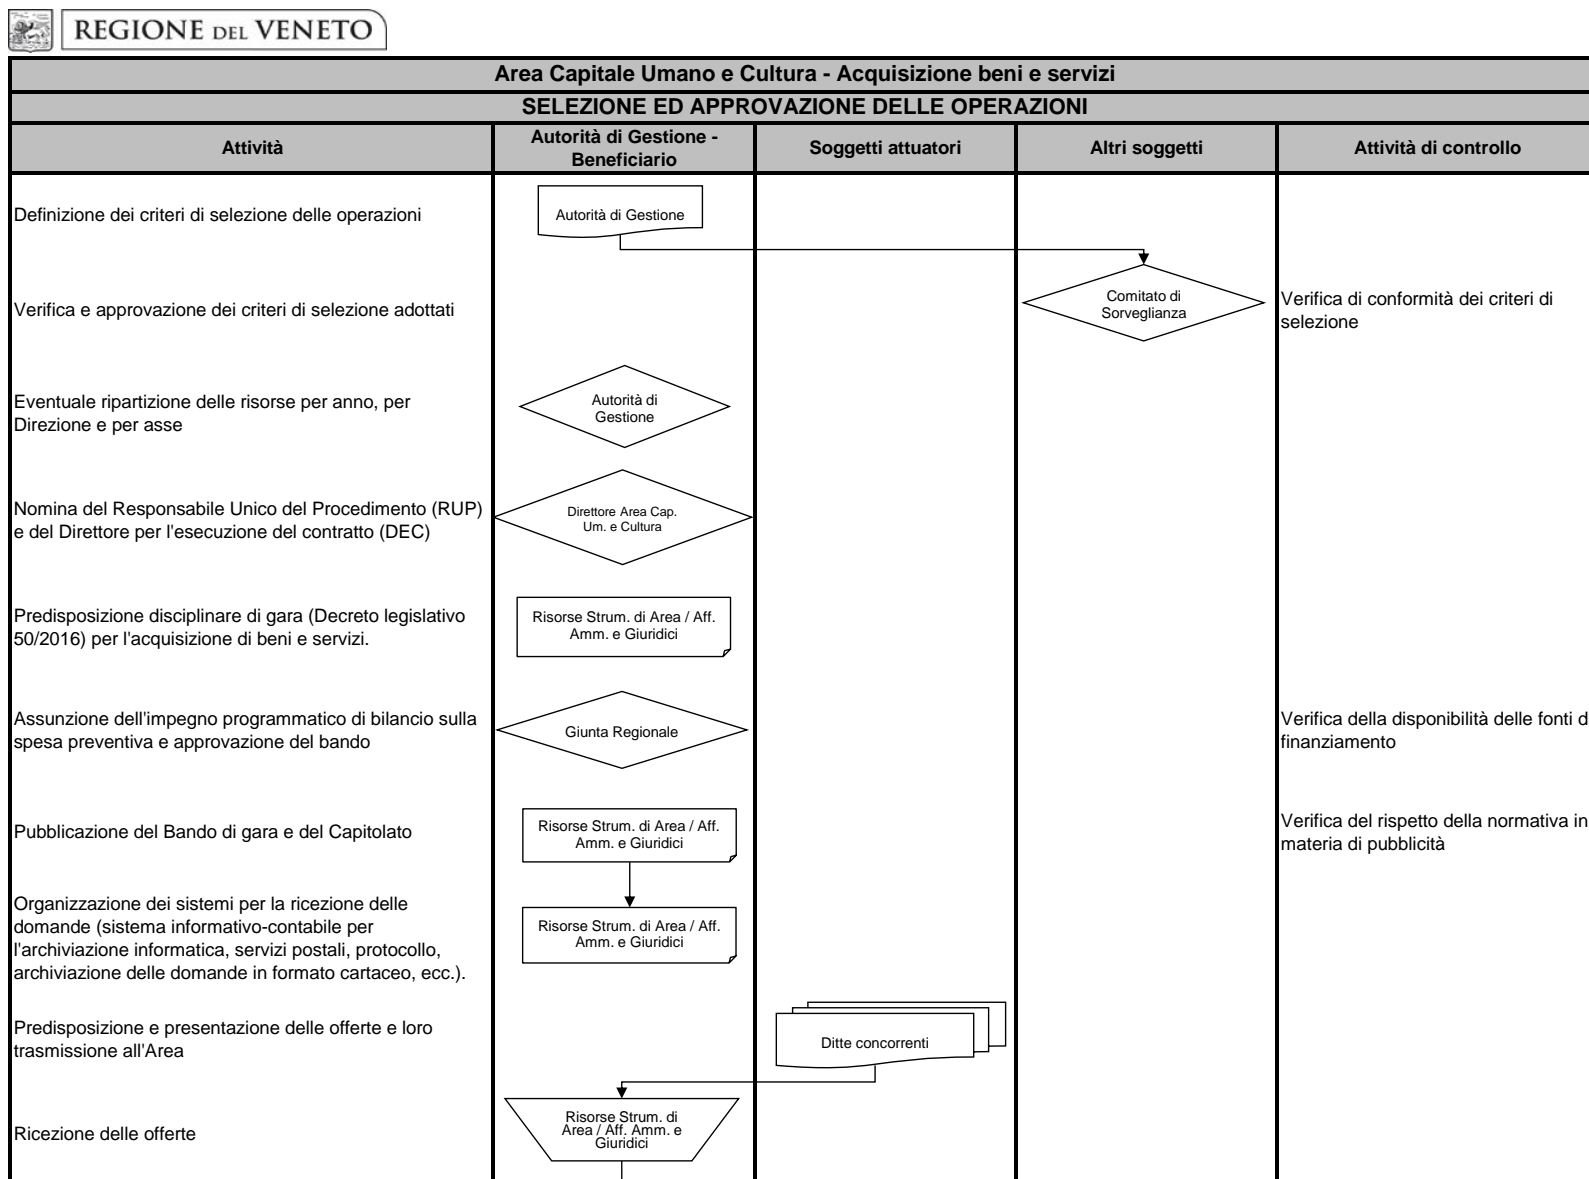 REGIONE DEL VENETO
Area Capitale Umano e Cultura - Acquisizione beni e servizi
SELEZIONE ED APPROVAZIONE DELLE OPERAZIONI
Attività
Autorità di Gestione -
Beneficiario
Soggetti attuatori
Altri soggetti
Attività di controllo
Definizione dei criteri di selezione delle operazioni
Autorità di Gestione
Verifica e approvazione dei criteri di selezione adottati
Comitato di
Sorveglianza
Verifica di conformità dei criteri di
selezione
Eventuale ripartizione delle risorse per anno, per
Direzione e per asse
Autorità di
Gestione
Nomina del Responsabile Unico del Procedimento (RUP)
e del Direttore per l'esecuzione del contratto (DEC)
Direttore Area Cap.
Um. e Cultura
Predisposizione disciplinare di gara (Decreto legislativo
50/2016) per l'acquisizione di beni e servizi.
Risorse Strum. di Area / Aff.
Amm. e Giuridici
Assunzione dell'impegno programmatico di bilancio sulla
spesa preventiva e approvazione del bando
Giunta Regionale
Verifica della disponibilità delle fonti d
finanziamento
Pubblicazione del Bando di gara e del Capitolato
Risorse Strum. di Area / Aff.
Amm. e Giuridici
Verifica del rispetto della normativa in
materia di pubblicità
Organizzazione dei sistemi per la ricezione delle
domande (sistema informativo-contabile per
l'archiviazione informatica, servizi postali, protocollo,
archiviazione delle domande in formato cartaceo, ecc.).
Risorse Strum. di Area / Aff.
Amm. e Giuridici
Predisposizione e presentazione delle offerte e loro
trasmissione all'Area
Ditte concorrenti
Ricezione delle offerte
Risorse Strum. di
Area / Aff. Amm. e
Giuridici